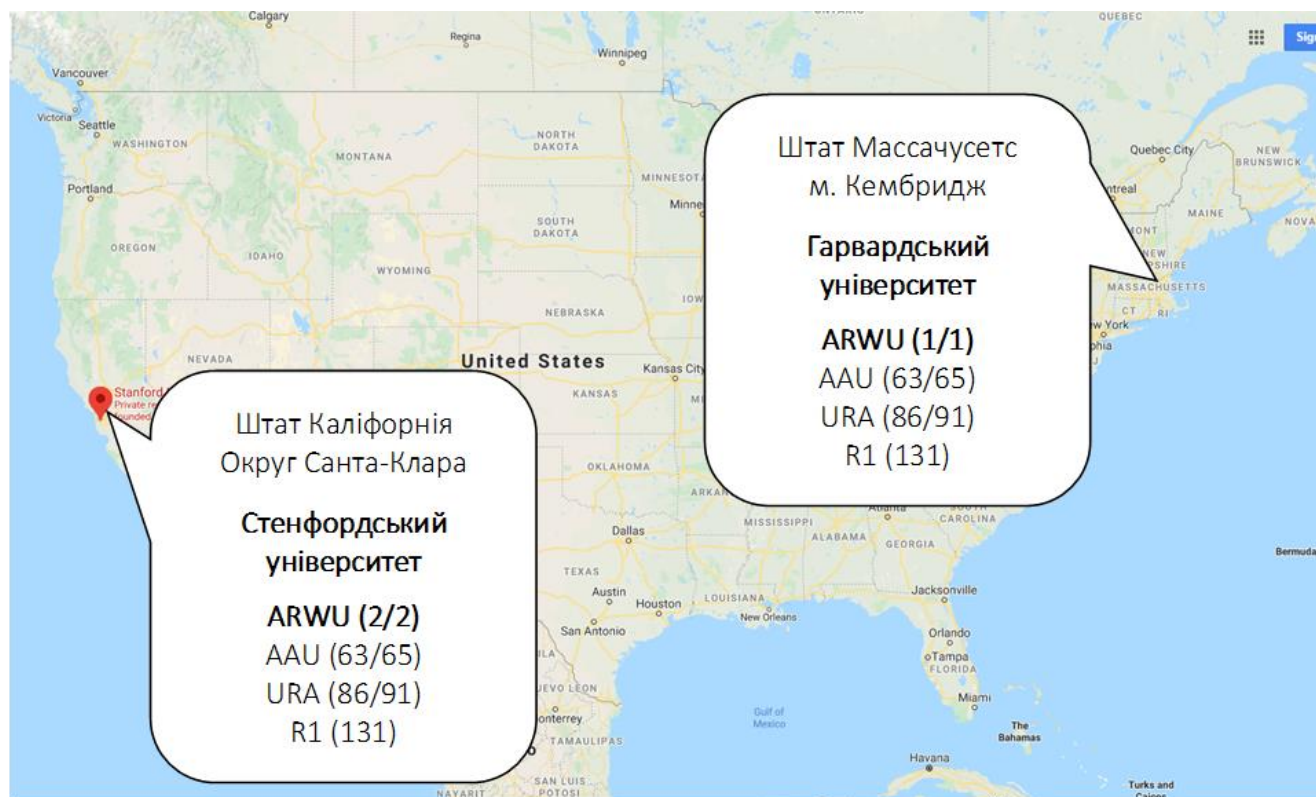 Calgary
Regina
Winnipeg
QUEBEC
Vancouver
Victoria
Seattle
WASHINGTON
MONTANA
NORTH
DAKOTA
Quebec City
NEW
BRUNSWICK
Portland
MAINE
SOUTH
DAKOTA
OREGON
IDAHO
WYOMING
MASSACHUSETTS
CT
RI
NEBRASKA
NEVADA
United States
Kansas City
KANSAS
Штат Массачусетс
м. Кембридж
Гарвардський
університет
ARWU (1/1)
AAU (63/65)
URA (86/91)
R1 (131)
Stanford
Штат Каліфорнія
Округ Санта-Клара
Стенфордський
університет
ARWU (2/2)
AAU (63/65)
URA (86/91)
R1 (131)
OKLAHOMA
Dallas
MISSISSIPPI
ALABAMA
GEORGIA
CAROLINA
Bermuda
TEXAS
Austin
Houston
LOUISIANA
New Orleans
Jacksonville
San Antonio
Orlando
Tampa
FLORIDA
Miami
Gulf of
Mexico
The
Bahamas
TAMAULIPAS
Havana
SAN LUIS
POTOSI
NAYARIT
Turks and